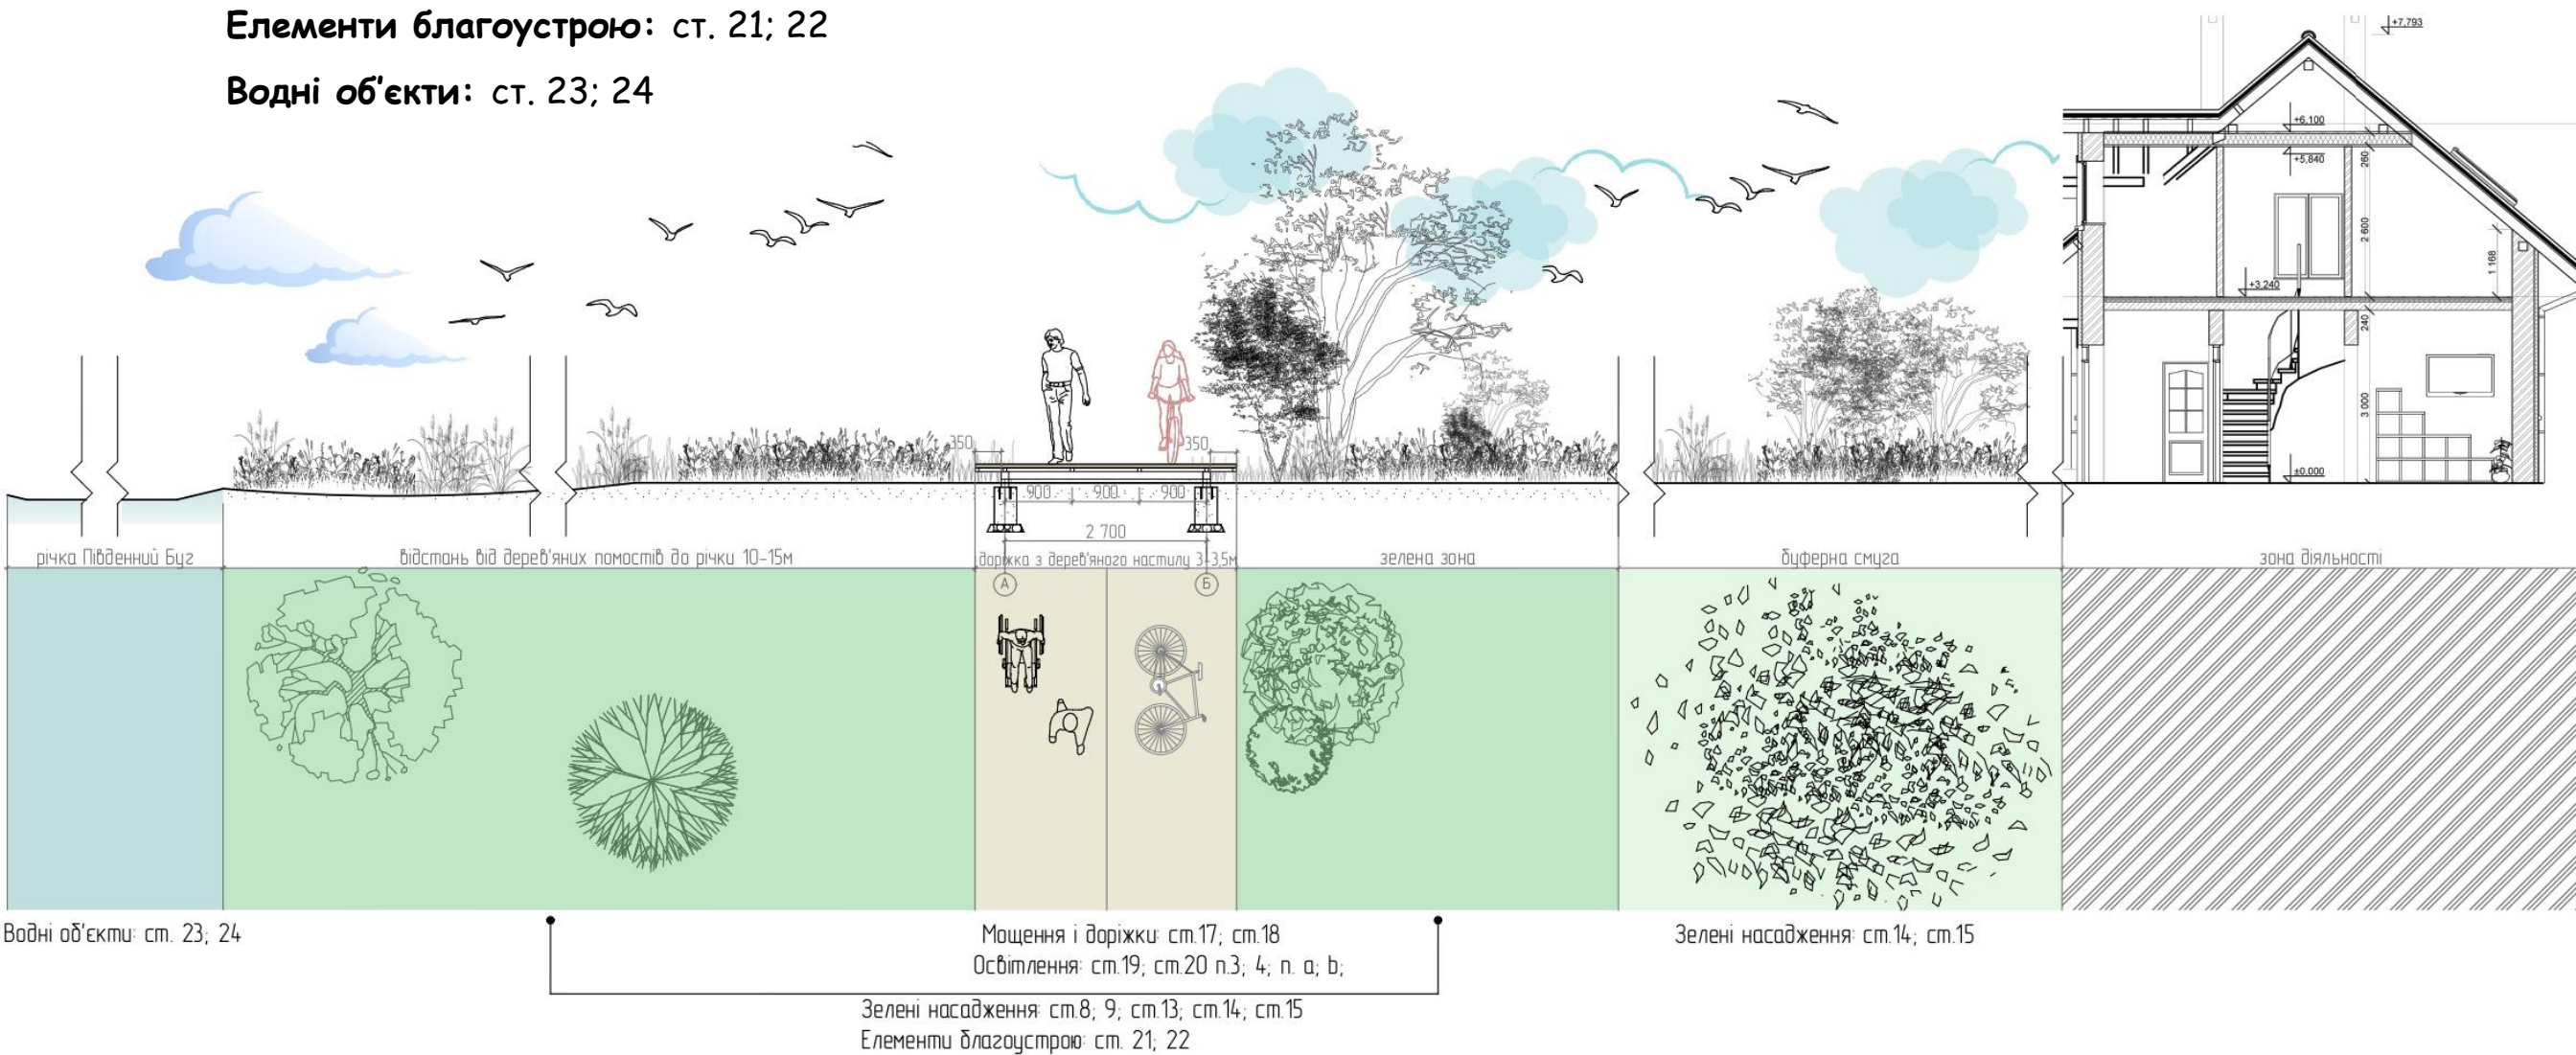 Елементи благоустрою: ст. 21; 22
Водні об'єкти: ст. 23; 24
+7.793
+6.100
+5,840
260
2 600
1 168
+3.240
240
3 000
±0.000
350
350
900 900 900
2 700
річка Південний Буг
відстань від дерев'яних помостів до річки 10-15м
доріжка з дерев'яного настилу 3-3,5м
зелена зона
буферна смуга
зона діяльності
А
Б
Водні об'єкти: ст. 23; 24
Мощення і доріжки: ст.17; ст.18
Освітлення: ст.19; ст.20 п.3; 4; п. а; b;
Зелені насадження: ст.14; ст.15
Зелені насадження: ст.8; 9; ст.13; ст.14; ст.15
Елементи благоустрою: ст. 21; 22